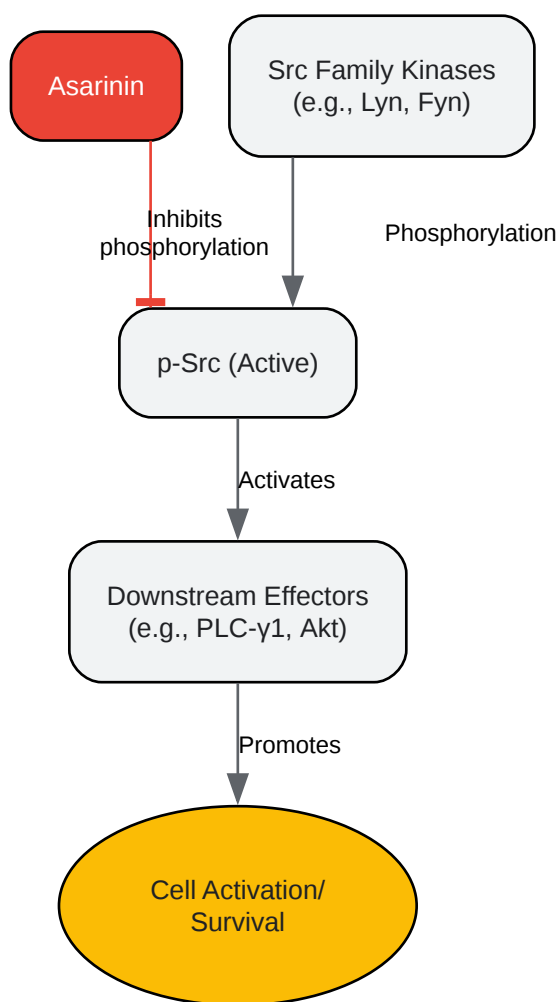 Asarinin
Src Family Kinases
(e.g., Lyn, Fyn)
Inhibits
phosphorylation
Phosphorylation
p-Src (Active)
Activates
Downstream Effectors
(e.g., PLC-γ1, Akt)
Promotes
Cell Activation/
Survival